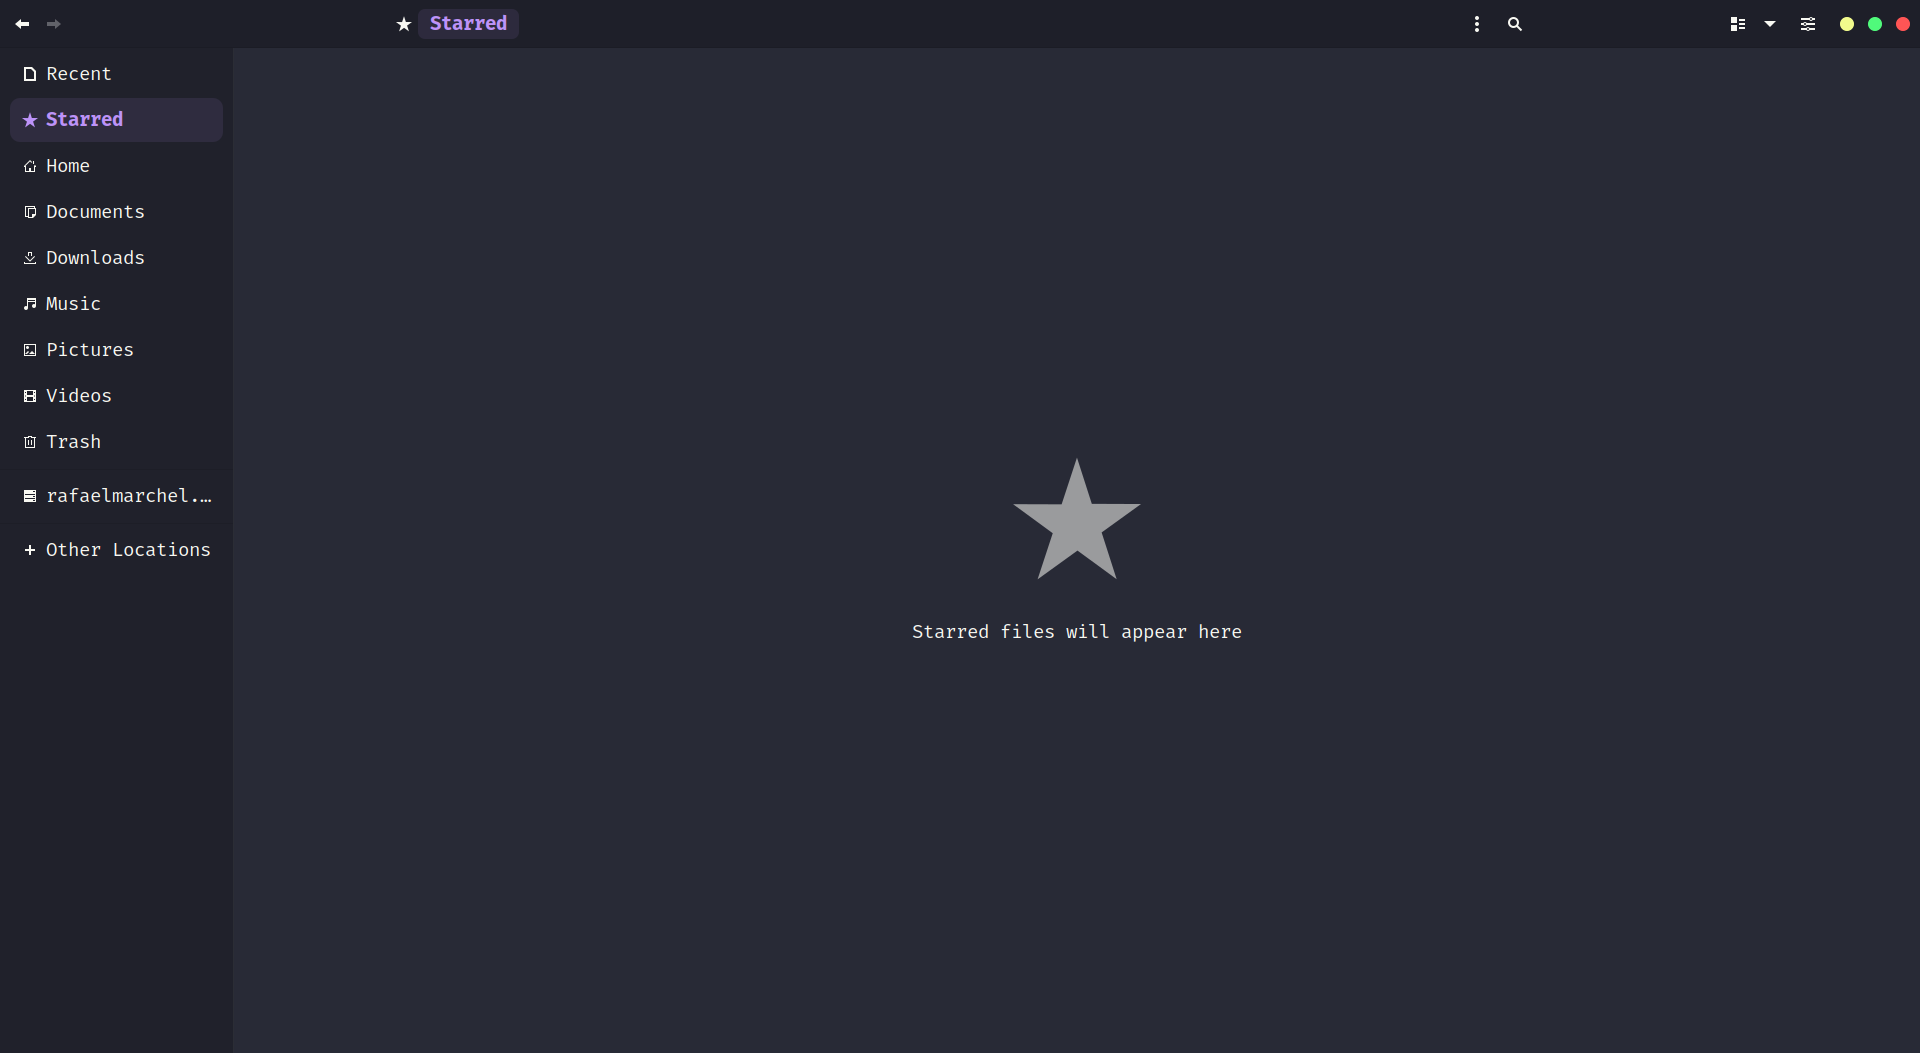 Starred
Recent
Starred
Home
Documents
Downloads
Music
Pictures
Videos
Trash
rafaelmarchel.…
Other Locations
Starred files will appear here